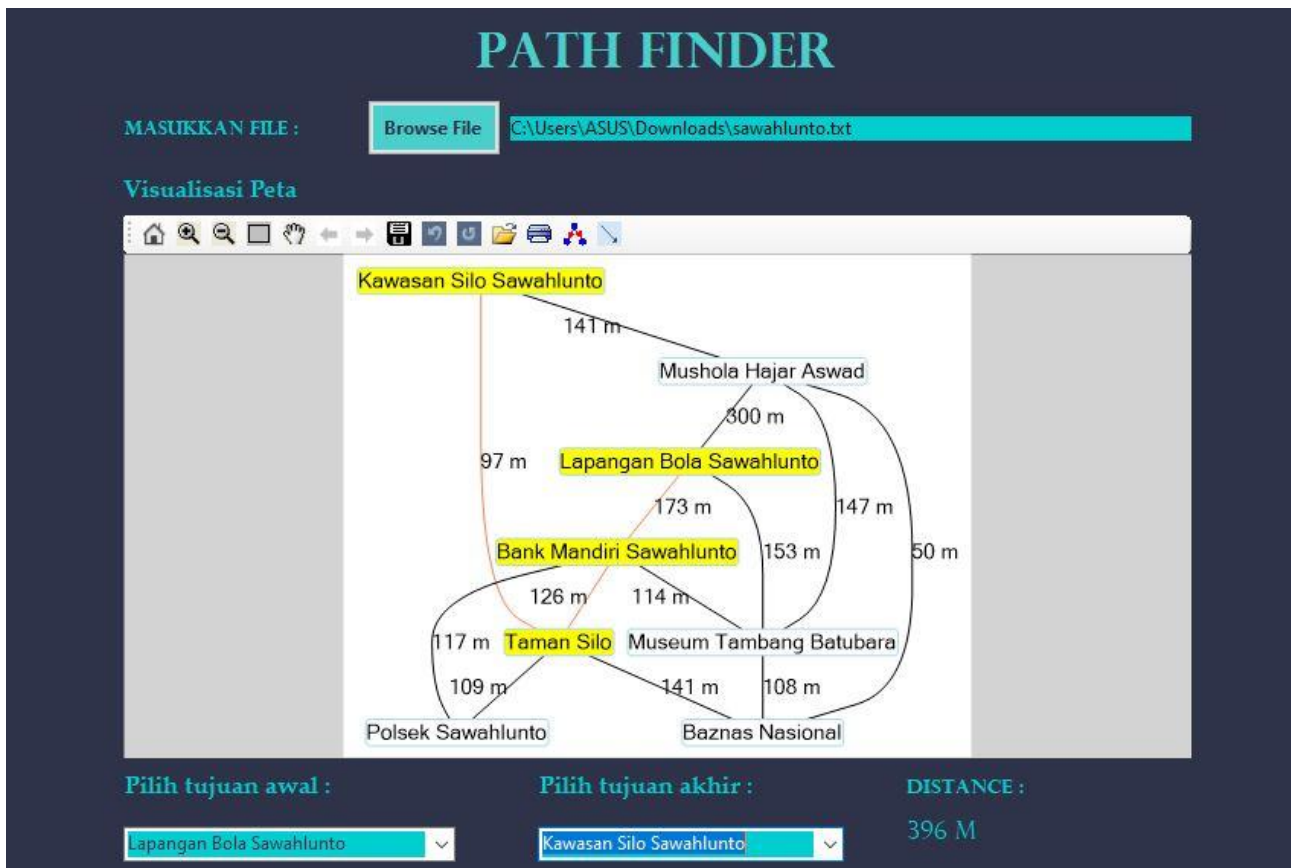 PATH FINDER
MASUKKAN FILE :
Browse File
C:\Users\ASUS\Downloads\sawahlunto.txt
Visualisasi Peta
Kawasan Silo Sawahlunto
141 m
Mushola Hajar Aswad
300 m
97 m
Lapangan Bola Sawahlunto
173 m
147 m
Bank Mandiri Sawahlunto
153 m
50 m
126 m
114 m
117 m
Taman Silo
Museum Tambang Batubara
109 m
141 m
108 m
Polsek Sawahlunto
Baznas Nasional
Pilih tujuan awal :
Pilih tujuan akhir :
DISTANCE :
Lapangan Bola Sawahlunto
Kawasan Silo Sawahlunto
396 M